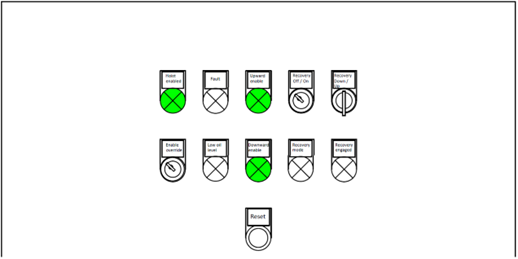 Hoist
enabled
Fault
Upward
enable
Recovery
Off / On
Recovery
Down /
Up
Enable
override
Low oil
level
Downward
enable
Recovery
mode
Recovery
engaged
Reset